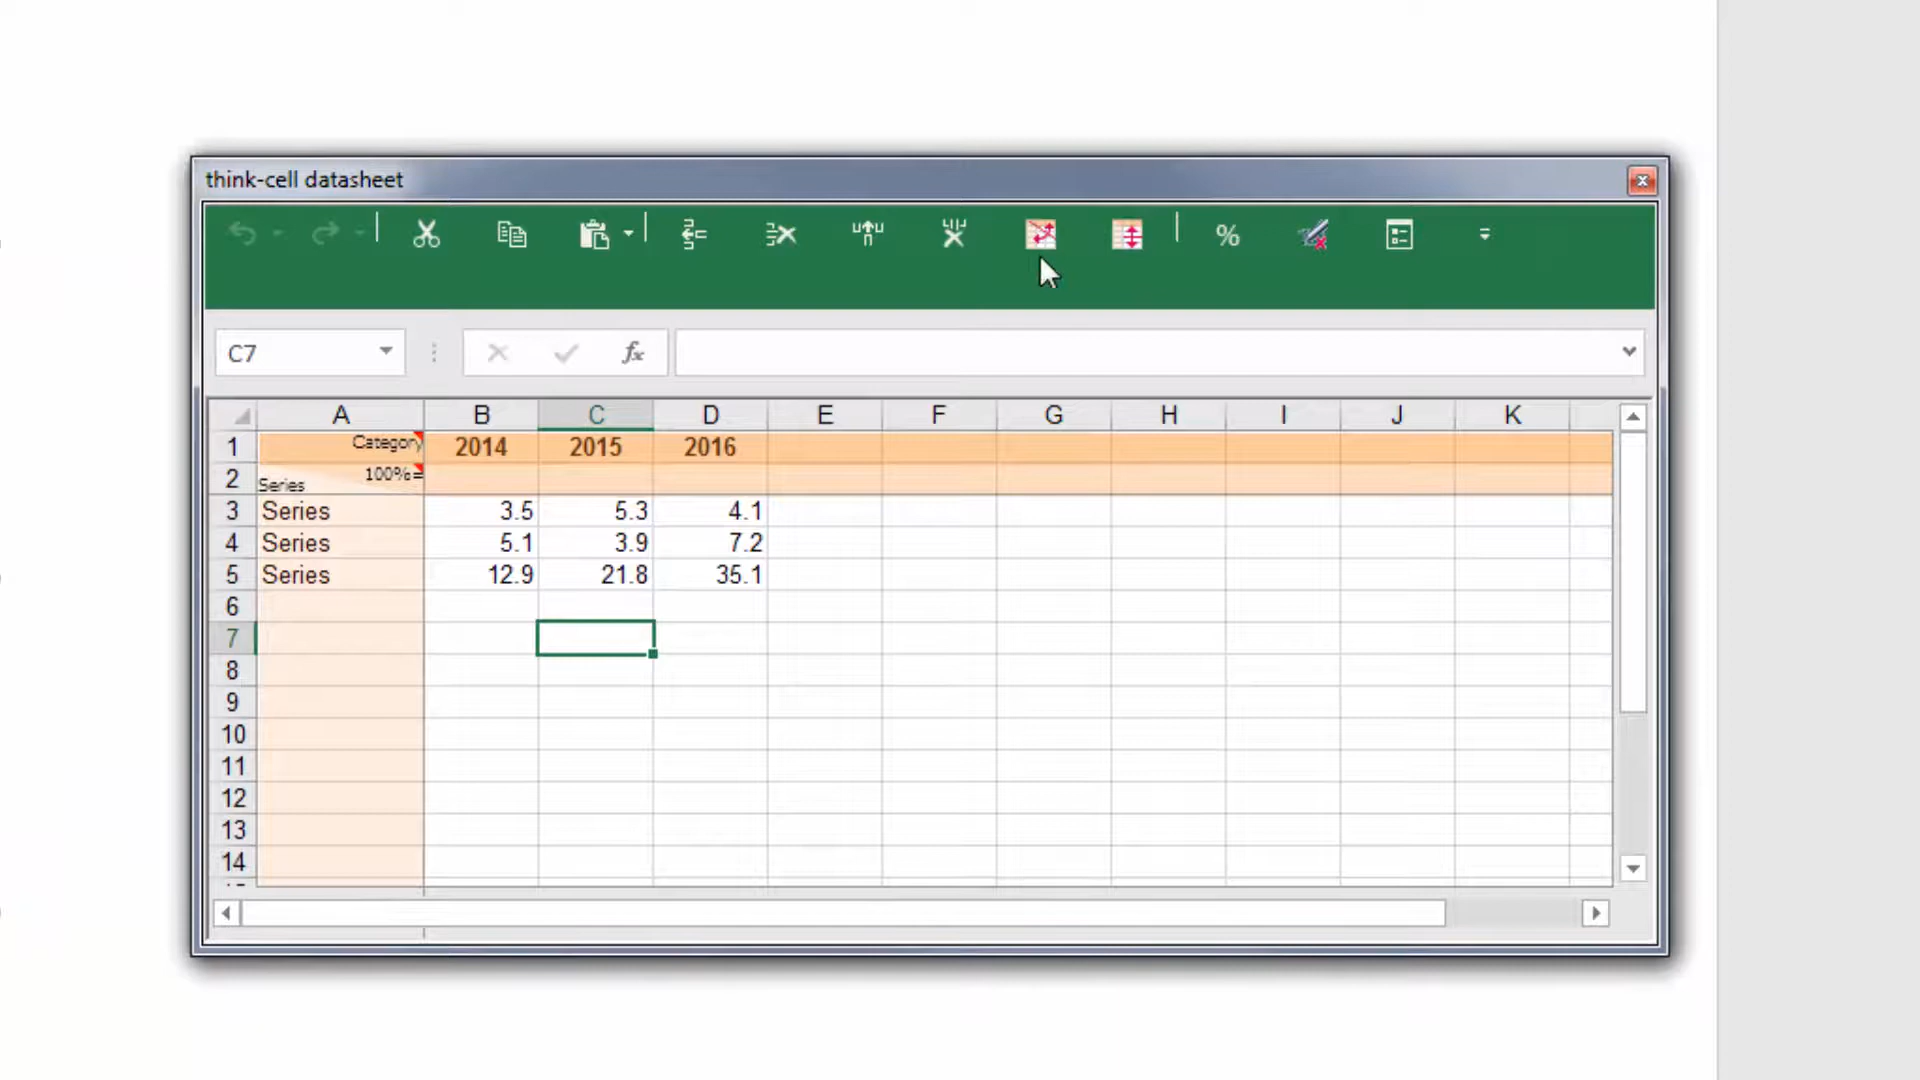 think-cell datasheet
%
C7
fx
A B C D E F G H I J K
1 Category 2014 2015 2016
2 Series 100%=
3 Series 3.5 5.3 4.1
4 Series 5.1 3.9 7.2
5 Series 12.9 21.8 35.1
6
7
8
9
10
11
12
13
14